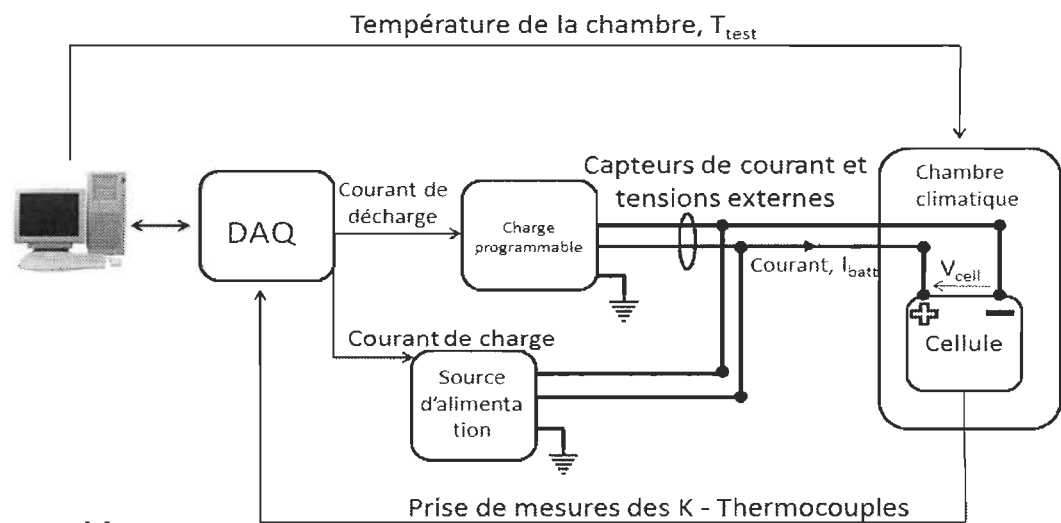 Température de la chambre, T_test
Capteurs de courant et
tensions externes
Chambre
climatique
Courant de
décharge
DAQ
Charge
programmable
Courant, I_batt
V_cell
Cellule
Courant de charge
Source
d'alimenta
tion
Prise de mesures des K - Thermocouples